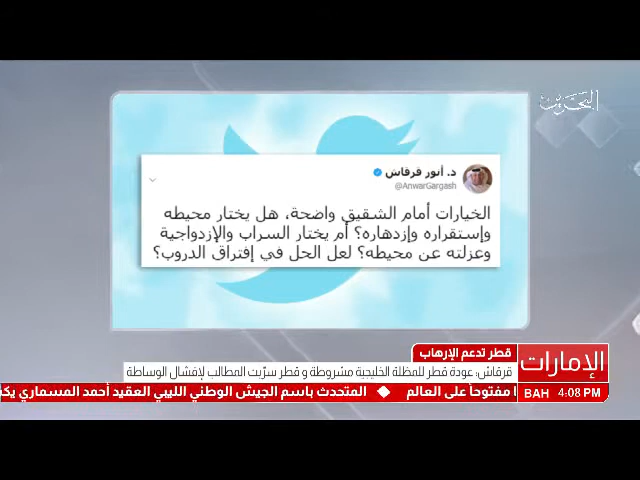 البحرين
د. أنور قرقاش
@AnwarGargash
الخيارات أمام الشقيق واضحة، هل يختار محيطه
وإستقراره وإزدهاره؟ أم يختار السراب والإزدواجية
وعزلته عن محيطه؟ لعل الحل في إفتراق الدروب؟
قطر تدعم الإرهاب
الإمارات
قرقاش: عودة قطر للمظلة الخليجية مشروطة و قطر سرّبت المطالب لإفشال الوساطة
BAH 4:08 PM
ا مفتوحاً على العالم المتحدث باسم الجيش الوطني الليبي العقيد أحمد المسماري يك